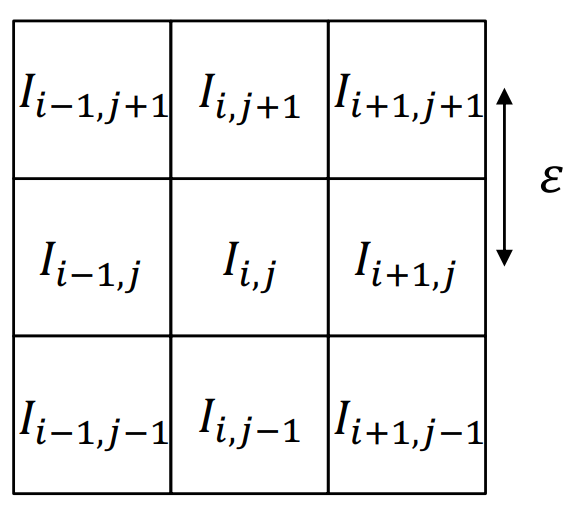 I_{i−1,j+1} I_{i,j+1} I_{i+1,j+1}
ε
I_{i−1,j} I_{i,j} I_{i+1,j}
I_{i−1,j−1} I_{i,j−1} I_{i+1,j−1}